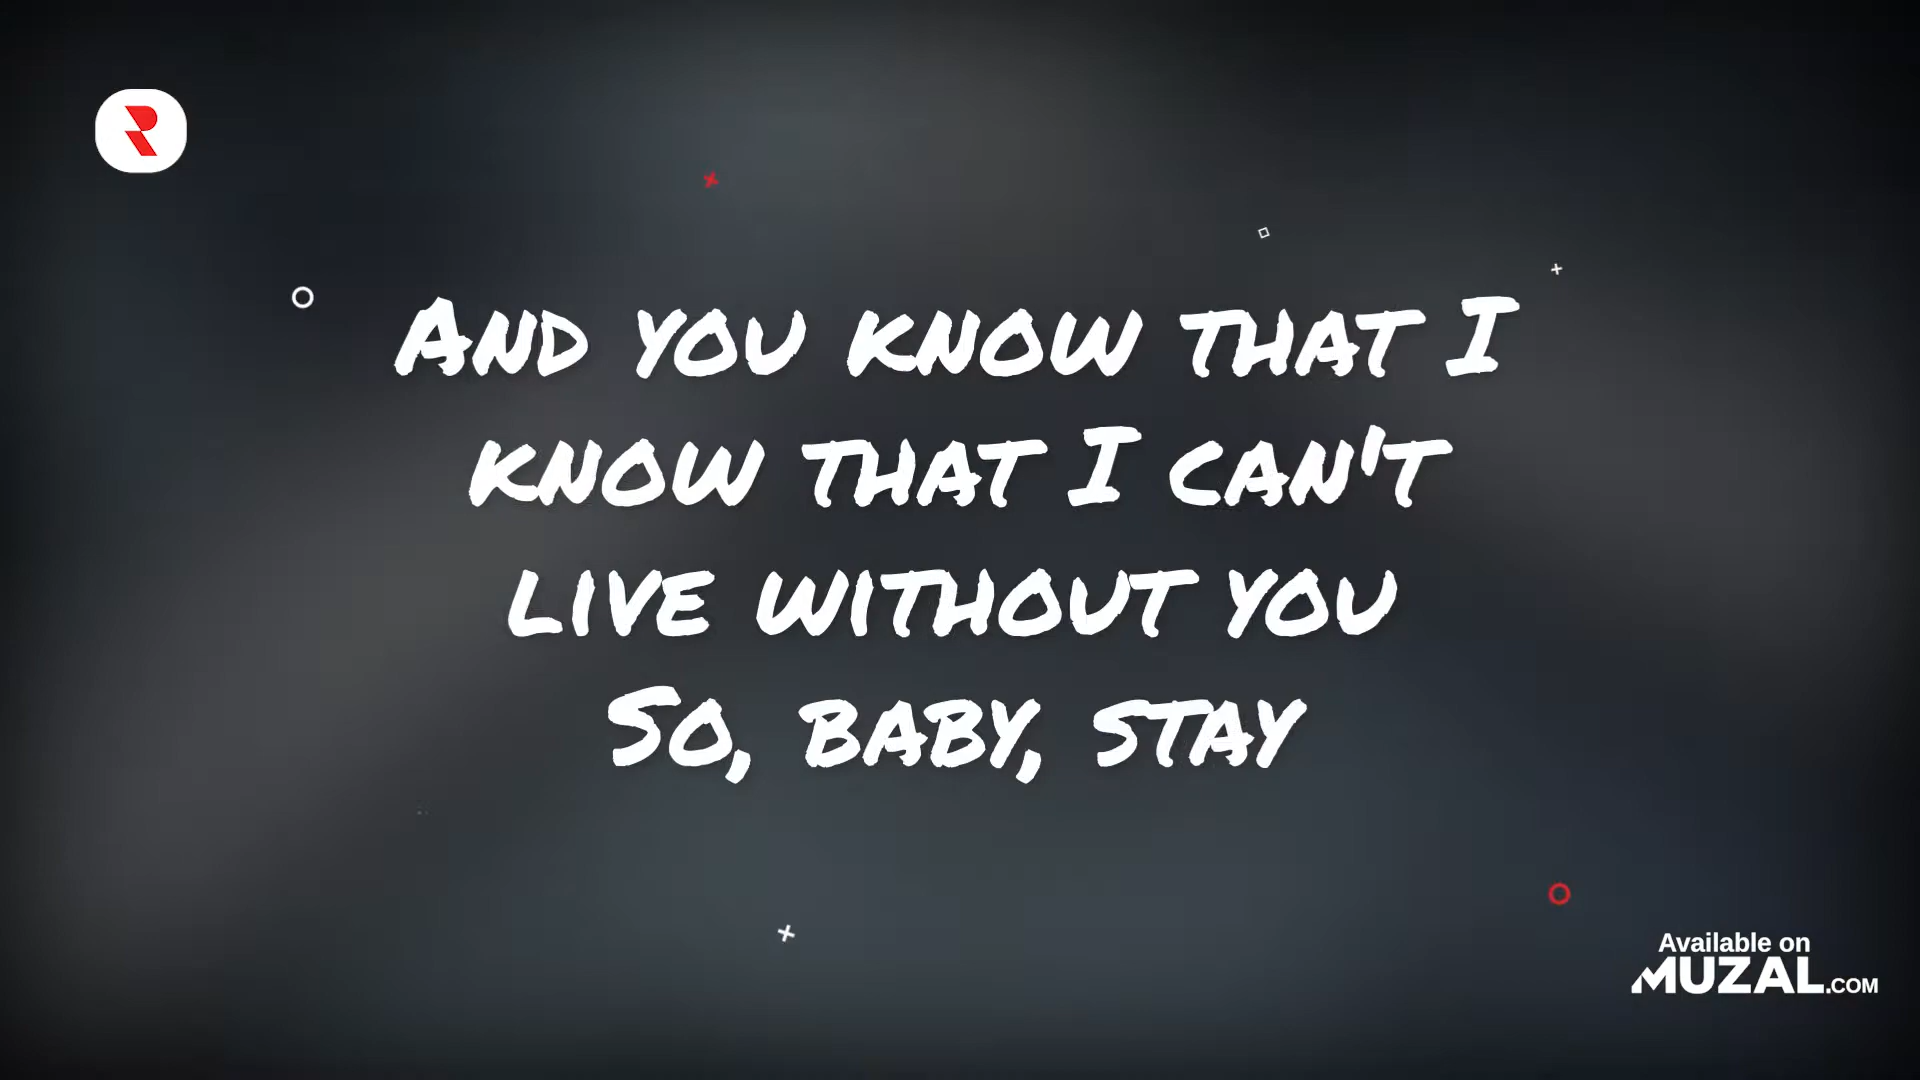 And you know that I
know that I can't
live without you
So, baby, stay
Available on
MUZAL.COM